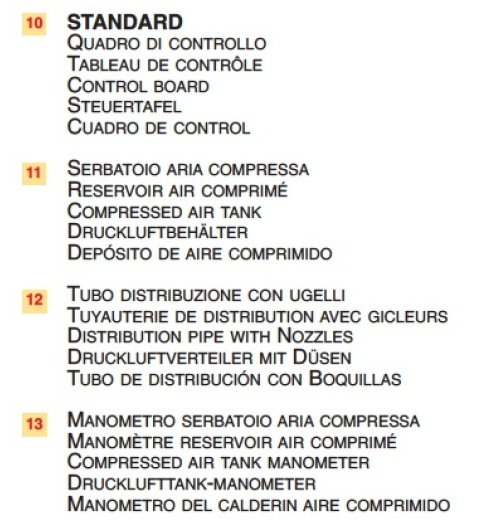 10 STANDARD
QUADRO DI CONTROLLO
TABLEAU DE CONTRÔLE
CONTROL BOARD
STEUERTAFEL
CUADRO DE CONTROL
11 SERBATOIO ARIA COMPRESSA
RESERVOIR AIR COMPRIMÉ
COMPRESSED AIR TANK
DRUCKLUFTBEHÄLTER
DEPÓSITO DE AIRE COMPRIMIDO
12 TUBO DISTRIBUZIONE CON UGELLI
TUYAUTERIE DE DISTRIBUTION AVEC GICLEURS
DISTRIBUTION PIPE WITH NOZZLES
DRUCKLUFTVERTEILER MIT DÜSEN
TUBO DE DISTRIBUCIÓN CON BOQUILLAS
13 MANOMETRO SERBATOIO ARIA COMPRESSA
MANOMÈTRE RESERVOIR AIR COMPRIMÉ
COMPRESSED AIR TANK MANOMETER
DRUCKLUFTTANK-MANOMETER
MANOMETRO DEL CALDERIN AIRE COMPRIMIDO